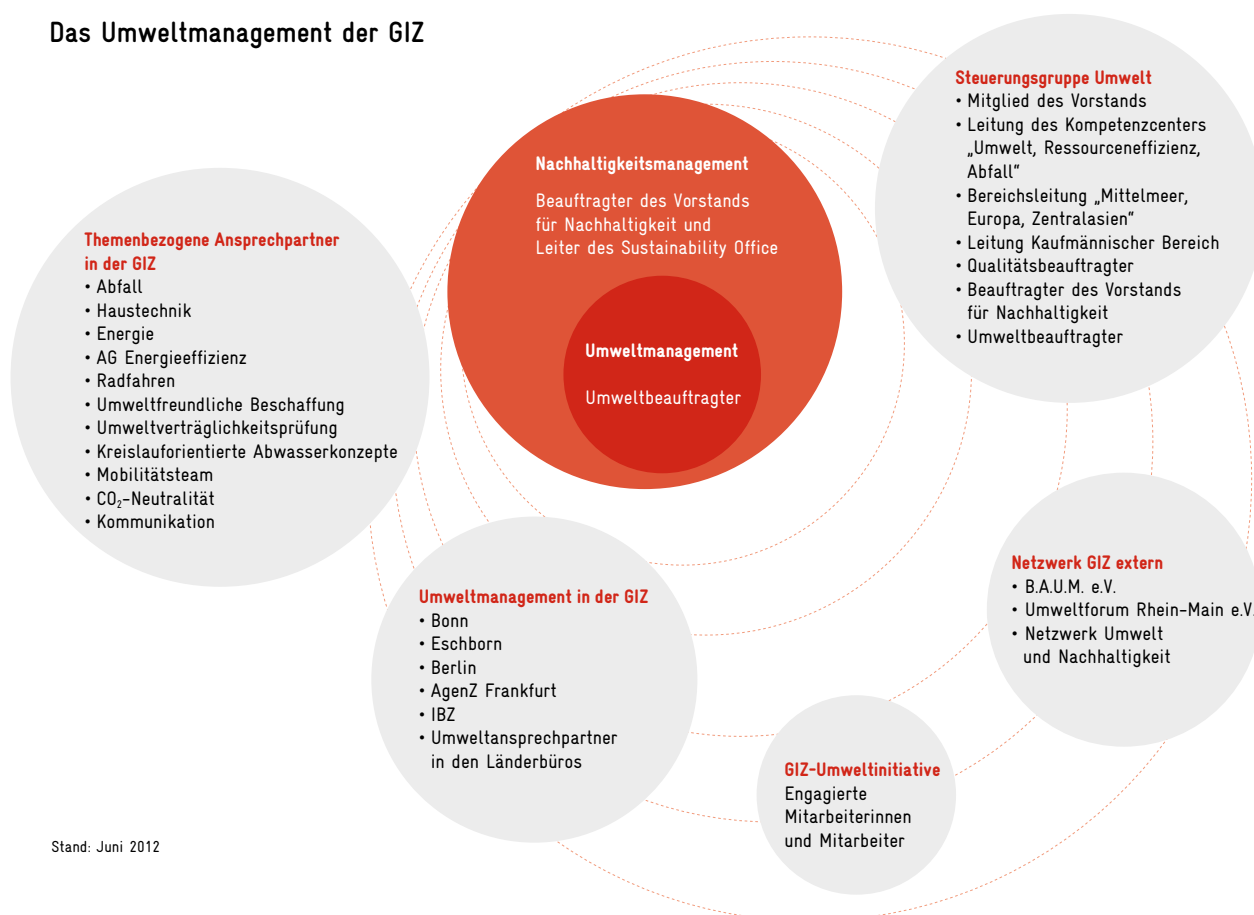 Das Umweltmanagement der GIZ
Nachhaltigkeitsmanagement
Beauftragter des Vorstands
für Nachhaltigkeit und
Leiter des Sustainability Office
Umweltmanagement
Umweltbeauftragter
Steuerungsgruppe Umwelt
• Mitglied des Vorstands
• Leitung des Kompetenzcenters
„Umwelt, Ressourceneffizienz,
Abfall“
• Bereichsleitung „Mittelmeer,
Europa, Zentralasien“
• Leitung Kaufmännischer Bereich
• Qualitätsbeauftragter
• Beauftragter des Vorstands
für Nachhaltigkeit
• Umweltbeauftragter
Themenbezogene Ansprechpartner
in der GIZ
• Abfall
• Haustechnik
• Energie
• AG Energieeffizienz
• Radfahren
• Umweltfreundliche Beschaffung
• Umweltverträglichkeitsprüfung
• Kreislauforientierte Abwasserkonzepte
• Mobilitätsteam
• CO₂-Neutralität
• Kommunikation
Umweltmanagement in der GIZ
• Bonn
• Eschborn
• Berlin
• AgenZ Frankfurt
• IBZ
• Umweltansprechpartner
in den Länderbüros
Netzwerk GIZ extern
• B.A.U.M. e.V.
• Umweltforum Rhein-Main e.V.
• Netzwerk Umwelt
und Nachhaltigkeit
GIZ-Umweltinitiative
Engagierte
Mitarbeiterinnen
und Mitarbeiter
Stand: Juni 2012